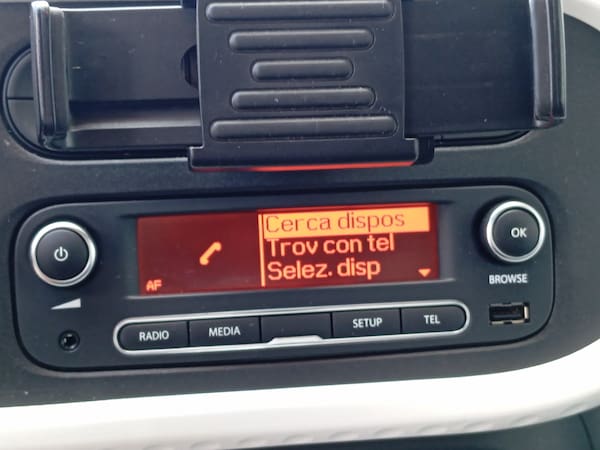 Cerca dispos
Trov con tel
Selez. disp
AF
OK
BROWSE
RADIO
MEDIA
SETUP
TEL